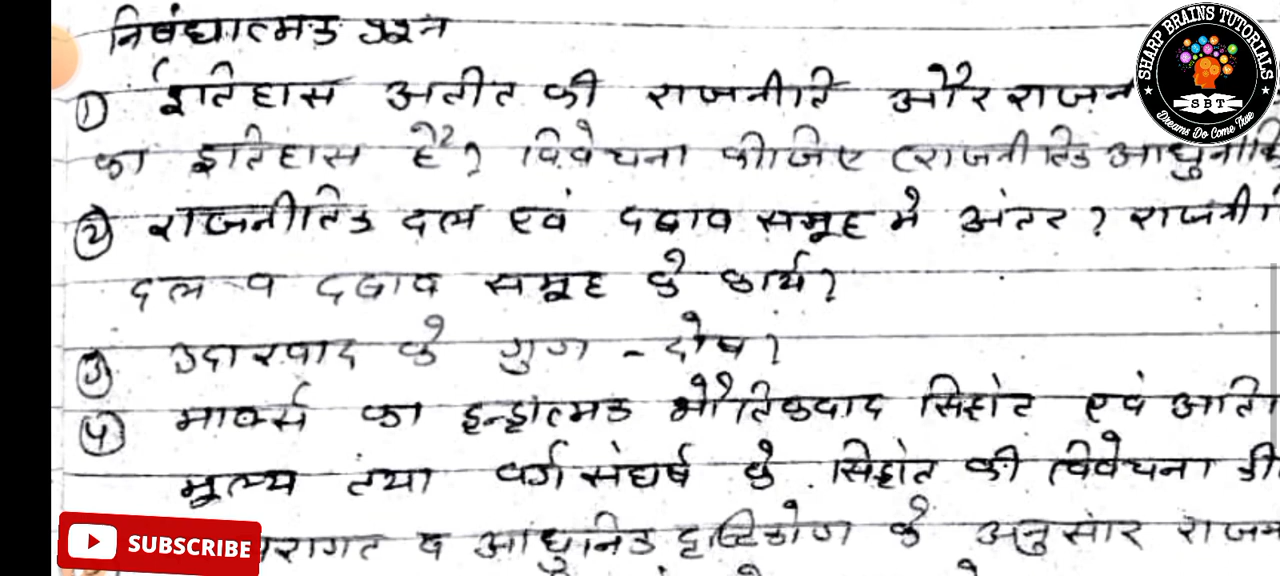 निबंधात्मक प्रश्न
① इतिहास अतीत की राजनीति और राजन
का इतिहास है? विवेचना कीजिए (राजनीतिक आधुनिक
② राजनीतिक दल एवं दबाव समूह मे अंतर? राजनी
दल व दबाव समूह के कार्य?
③ उदारवाद के गुण - दोष?
④ मार्क्स का द्वन्द्वात्मक भौतिकवाद सिद्धांत एवं अति
मूल्य तथा वर्ग संघर्ष के सिद्धांत की विवेचना की
रागत व आधुनिक दृष्टिकोण के अनुसार राजन
SHARP BRAINS TUTORIALS
SBT
Dreams Do Come True
SUBSCRIBE